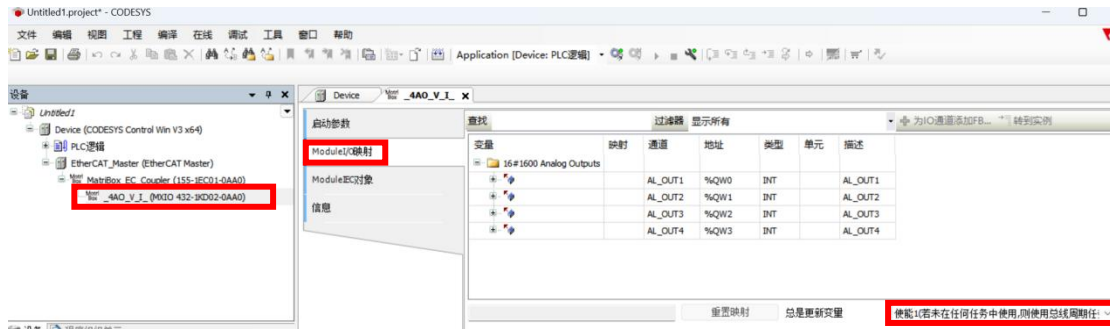 Untitled1.project* - CODESYS
文件 编辑 视图 工程 编译 在线 调试 工具 窗口 帮助
Application [Device: PLC逻辑]
设备
Device
_4AO_V_I_
Untitled1
Device (CODESYS Control Win V3 x64)
PLC逻辑
EtherCAT_Master (EtherCAT Master)
MatriBox_EC_Coupler (155-1EC01-0AA0)
_4AO_V_I_ (MXIO 432-1KD02-0AA0)
启动参数
ModuleI/O映射
ModuleIEC对象
信息
查找 过滤器 显示所有 为IO通道添加FB... 转到实例
变量 映射 通道 地址 类型 单元 描述
16#1600 Analog Outputs
AL_OUT1 %QW0 INT AL_OUT1
AL_OUT2 %QW1 INT AL_OUT2
AL_OUT3 %QW2 INT AL_OUT3
AL_OUT4 %QW3 INT AL_OUT4
重置映射 总是更新变量 使能1(若未在任何任务中使用,则使用总线周期任